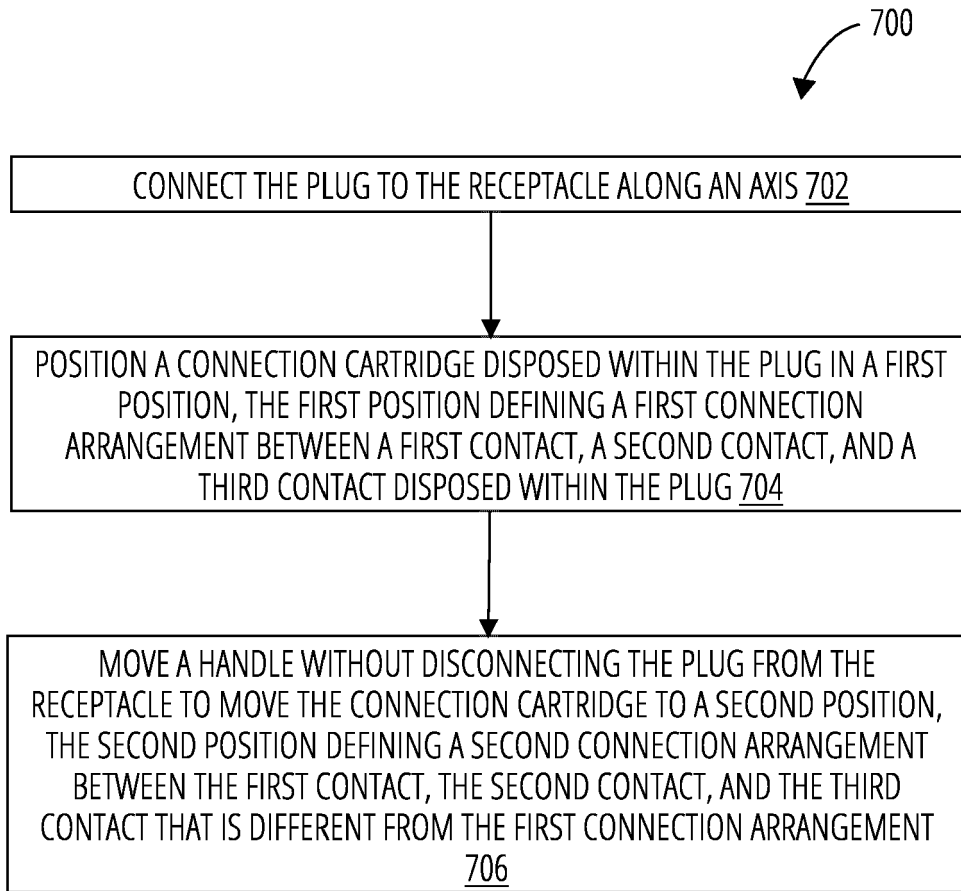 700
CONNECT THE PLUG TO THE RECEPTACLE ALONG AN AXIS 702
POSITION A CONNECTION CARTRIDGE DISPOSED WITHIN THE PLUG IN A FIRST
POSITION, THE FIRST POSITION DEFINING A FIRST CONNECTION
ARRANGEMENT BETWEEN A FIRST CONTACT, A SECOND CONTACT, AND A
THIRD CONTACT DISPOSED WITHIN THE PLUG 704
MOVE A HANDLE WITHOUT DISCONNECTING THE PLUG FROM THE
RECEPTACLE TO MOVE THE CONNECTION CARTRIDGE TO A SECOND POSITION,
THE SECOND POSITION DEFINING A SECOND CONNECTION ARRANGEMENT
BETWEEN THE FIRST CONTACT, THE SECOND CONTACT, AND THE THIRD
CONTACT THAT IS DIFFERENT FROM THE FIRST CONNECTION ARRANGEMENT
706